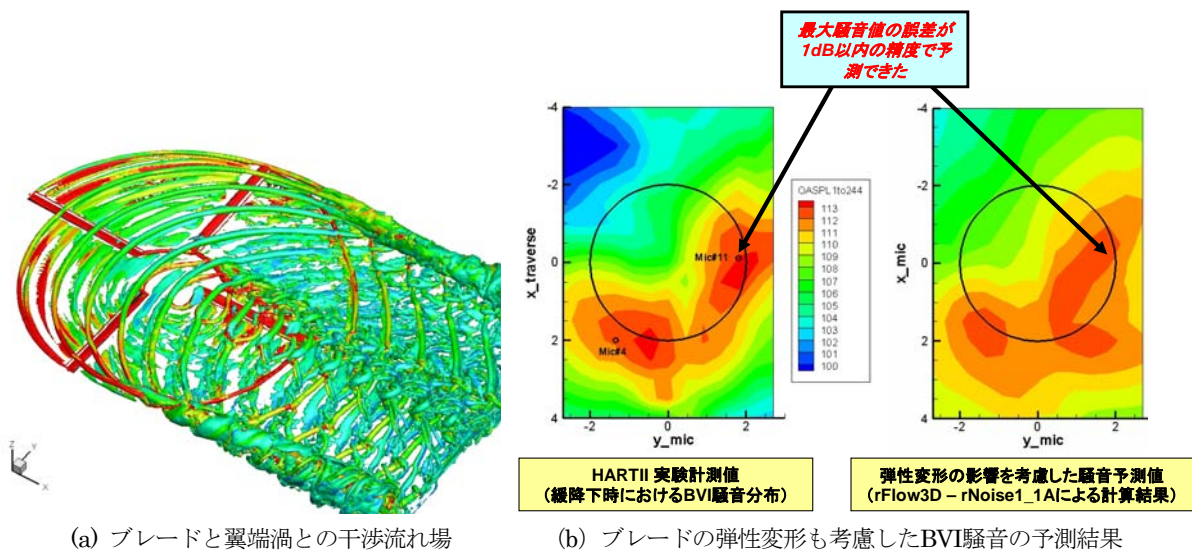 最大騒音値の誤差が
1dB以内の精度で予
測できた
-4
-2
0
2
4
x_traverse
-2
0
2
y_mic
Mic#11
Mic#4
OASPL 1to244
113
112
111
110
109
108
107
106
105
104
103
102
101
100
-4
-2
0
2
4
x_mic
-2
0
2
y_mic
Z
Y
X
HARTII 実験計測値
(緩降下時におけるBVI騒音分布)
弾性変形の影響を考慮した騒音予測値
(rFlow3D – rNoise1_1Aによる計算結果)
(a) ブレードと翼端渦との干渉流れ場
(b) ブレードの弾性変形も考慮したBVI騒音の予測結果